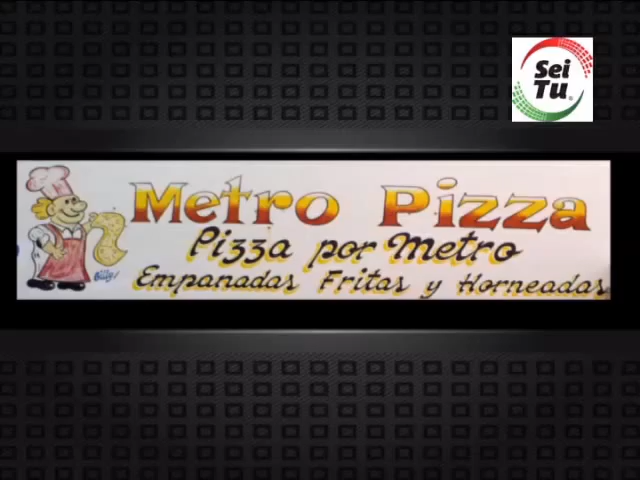 Sei
Tu
Metro Pizza
Pizza por Metro
Empanadas Fritas y Horneadas
Billy!